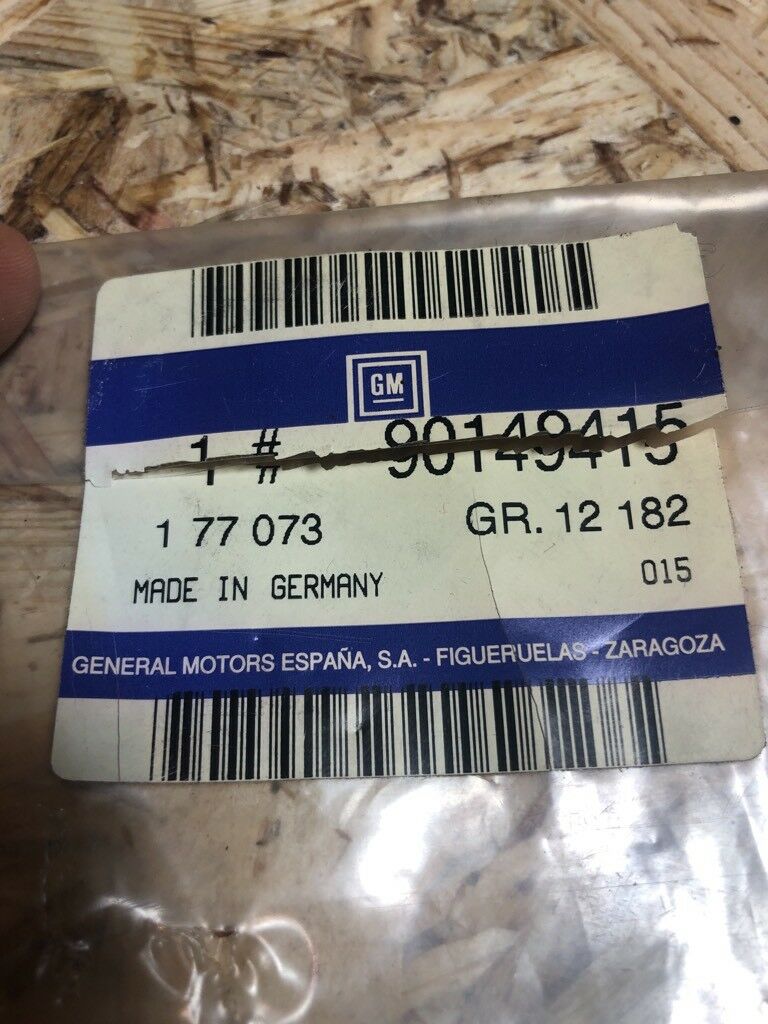 GM
1 # 90149415
1 77 073 GR. 12 182
MADE IN GERMANY 015
GENERAL MOTORS ESPAÑA, S.A. - FIGUERUELAS - ZARAGOZA